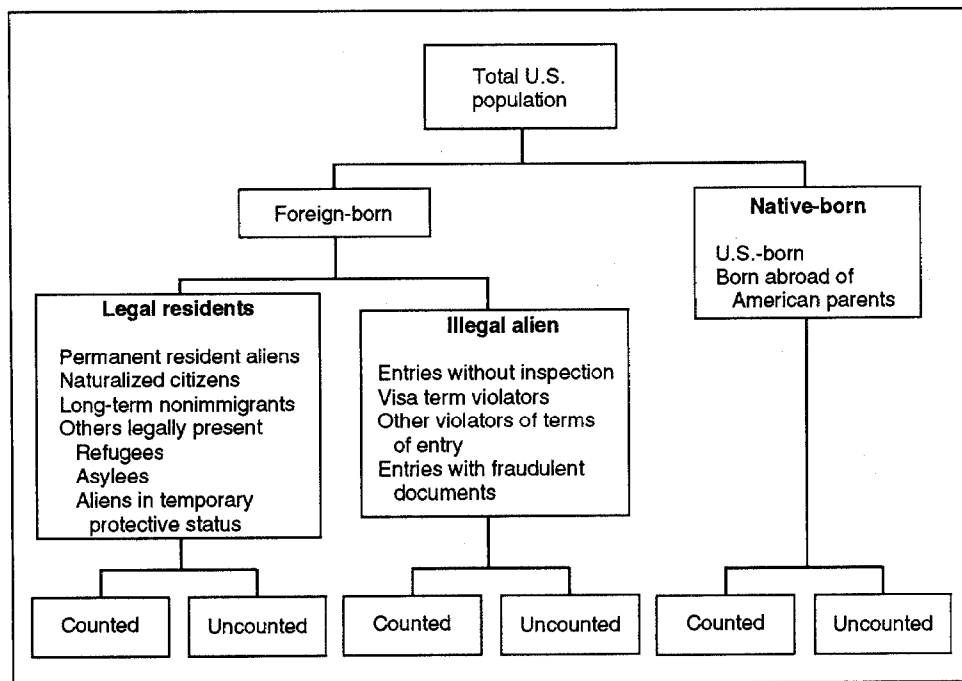 Total U.S.
population
Foreign-born
Native-born
U.S.-born
Born abroad of
American parents
Legal residents
Permanent resident aliens
Naturalized citizens
Long-term nonimmigrants
Others legally present
Refugees
Asylees
Aliens in temporary
protective status
Illegal alien
Entries without inspection
Visa term violators
Other violators of terms
of entry
Entries with fraudulent
documents
Counted
Uncounted
Counted
Uncounted
Counted
Uncounted